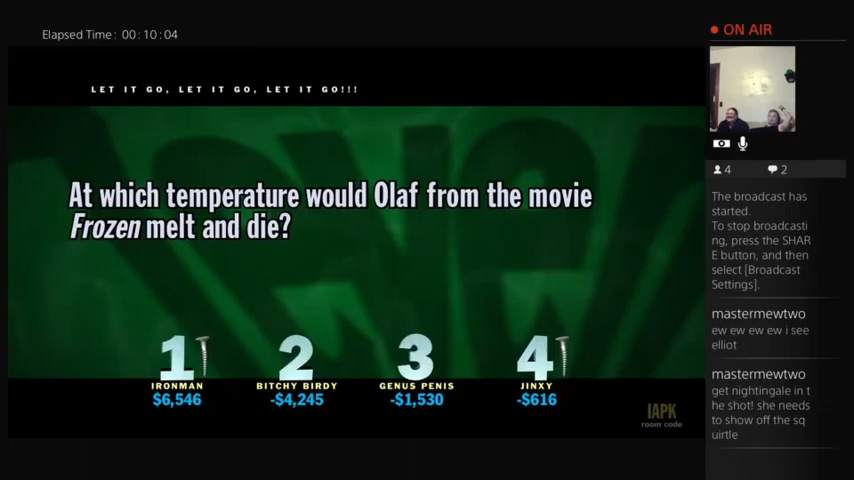 Elapsed Time: 00:10:04
ON AIR
LET IT GO, LET IT GO, LET IT GO!!!
At which temperature would Olaf from the movie
Frozen melt and die?
1 2 3 4
IRONMAN BITCHY BIRDY GENUS PENIS JINXY
$6,546 -$4,245 -$1,530 -$616
IAPK
room code
4 2
The broadcast has
started.
To stop broadcasti
ng, press the SHAR
E button, and then
select [Broadcast
Settings].
mastermewtwo
ew ew ew ew i see
elliot
mastermewtwo
get nightingale in t
he shot! she needs
to show off the sq
uirtle